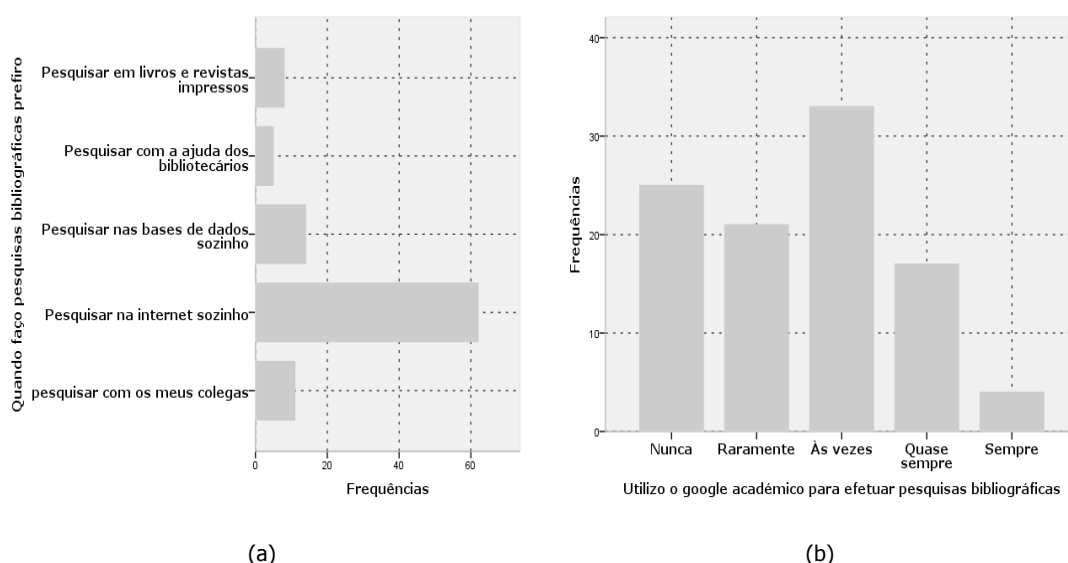 Quando faço pesquisas bibliográficas prefiro
Pesquisar em livros e revistas
impressos
Pesquisar com a ajuda dos
bibliotecários
Pesquisar nas bases de dados
sozinho
Pesquisar na internet sozinho
pesquisar com os meus colegas
0 20 40 60
Frequências
(a)
Frequências
40
30
20
10
0
Nunca Raramente Às vezes Quase sempre Sempre
Utilizo o google académico para efetuar pesquisas bibliográficas
(b)